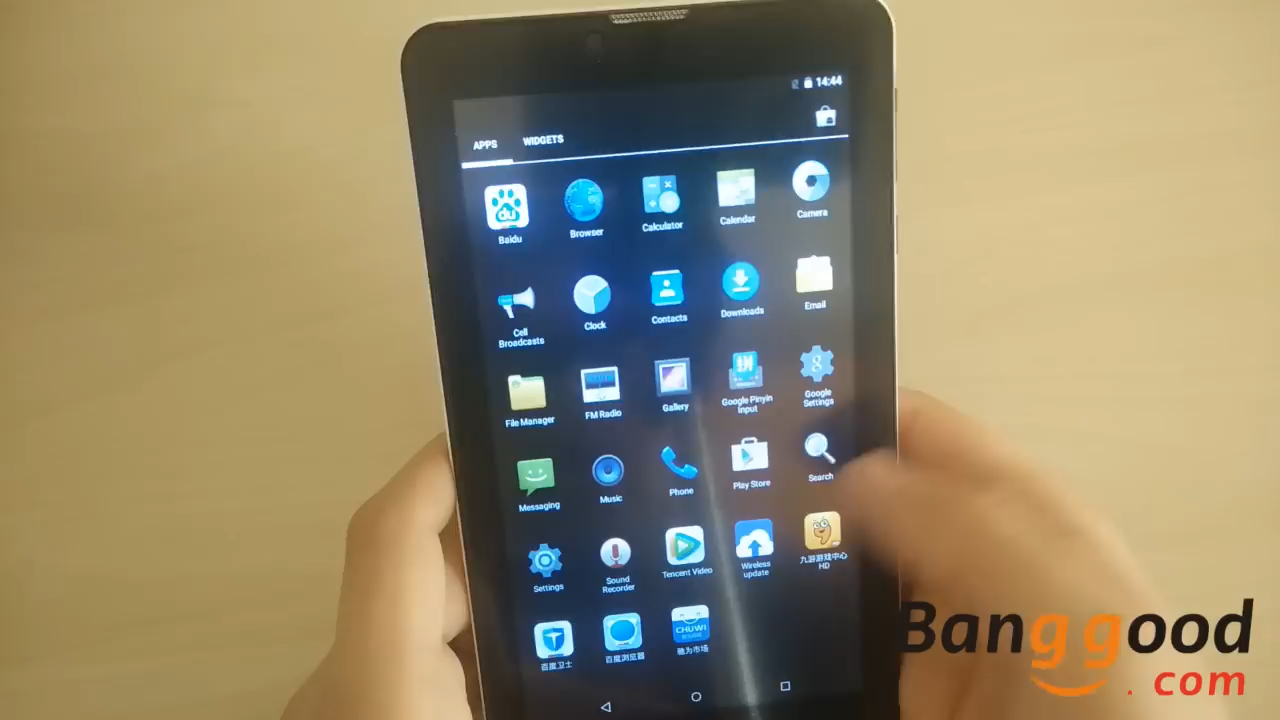 14:44
APPS WIDGETS
du
Baidu
Browser
Calculator
Calendar
Camera
Cell
Broadcasts
Clock
Contacts
Downloads
Email
File Manager
FM Radio
Gallery
Google Pinyin
Input
Google
Settings
Messaging
Music
Phone
Play Store
Search
Settings
Sound
Recorder
Tencent Video
Wireless
update
九游游戏中心
HD
百度卫士
百度浏览器
CHUWI
驰为市场
Banggood
.com